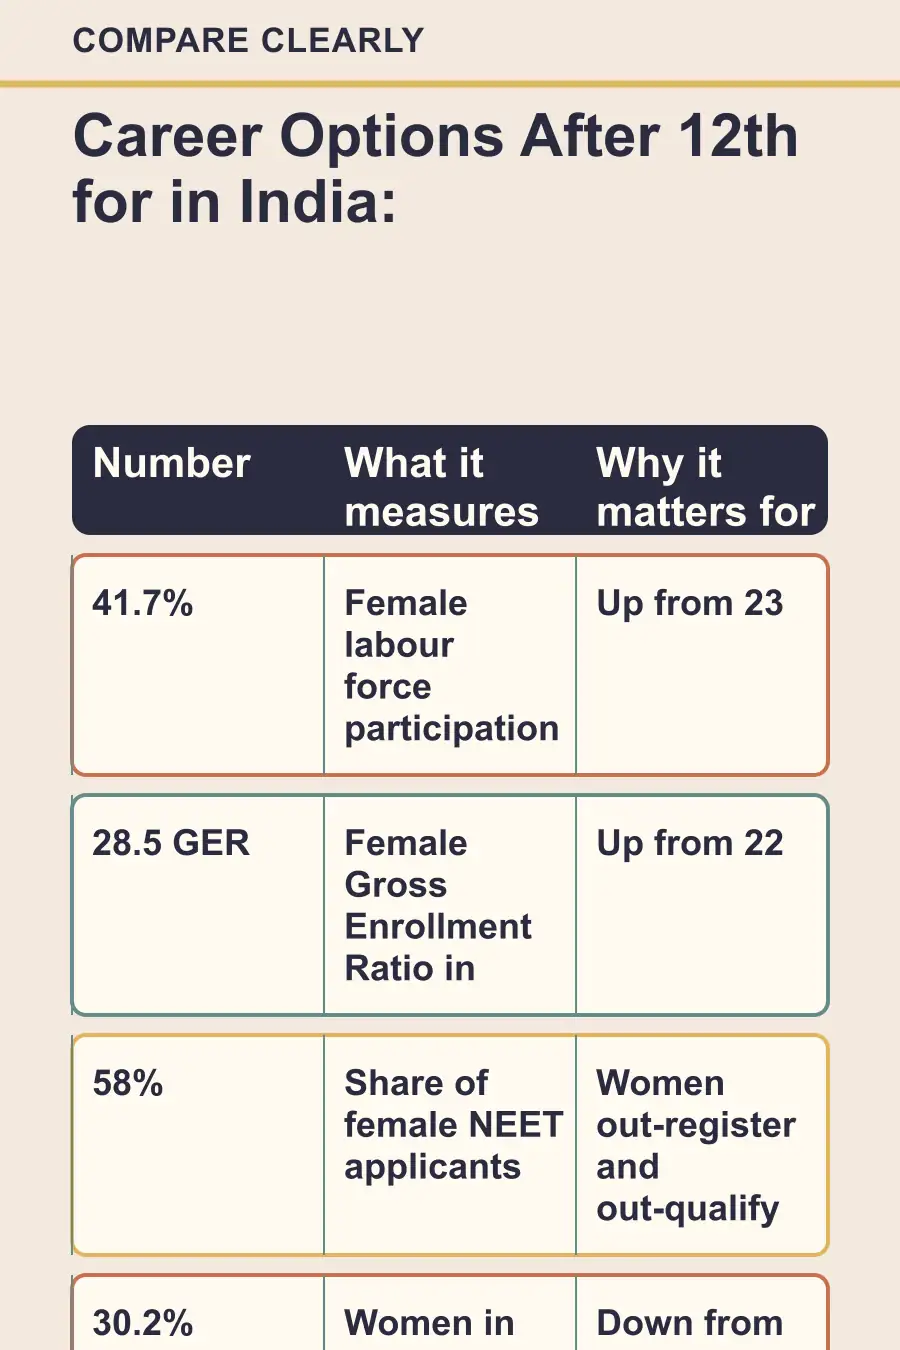 COMPARE CLEARLY
Career Options After 12th
for in India:
Number
What it
measures
Why it
matters for
41.7%
Female
labour
force
participation
Up from 23
28.5 GER
Female
Gross
Enrollment
Ratio in
Up from 22
58%
Share of
female NEET
applicants
Women
out-register
and
out-qualify
30.2%
Women in
Down from